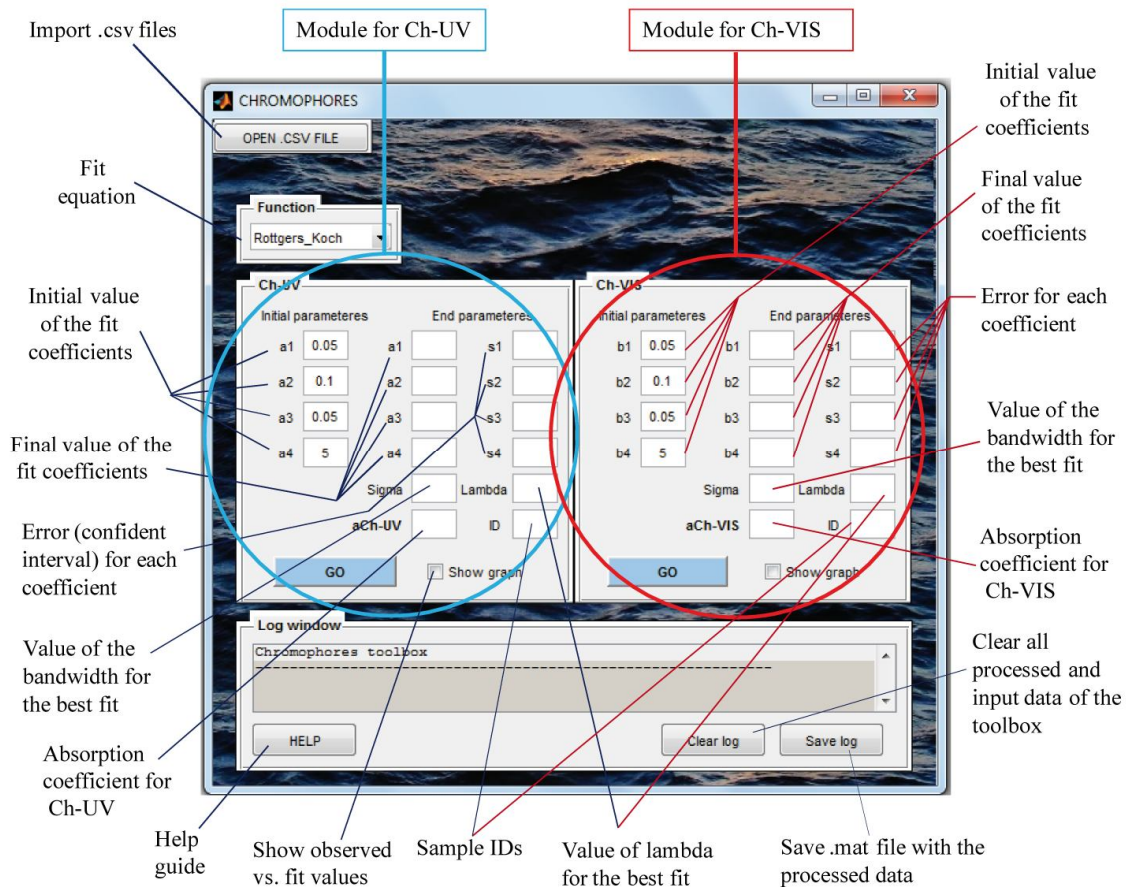 Import .csv files
Module for Ch-UV
Module for Ch-VIS
Initial value
of the fit
coefficients
CHROMOPHORES
OPEN .CSV FILE
Fit
equation
Final value
of the fit
coefficients
Function
Rottgers_Koch
Initial value
of the fit
coefficients
Error for each
coefficient
Ch-UV
Initial parameteres
End parameteres
a1 0.05 a1 s1
a2 0.1 a2 s2
a3 0.05 a3 s3
a4 5 a4 s4
Sigma Lambda
aCh-UV ID
GO
Show graph
Ch-VIS
Initial parameteres
End parameteres
b1 0.05 b1 s1
b2 0.1 b2 s2
b3 0.05 b3 s3
b4 5 b4 s4
Sigma Lambda
aCh-VIS ID
GO
Show graph
Final value of the
fit coefficients
Error (confident
interval) for each
coefficient
Value of the
bandwidth for
the best fit
Value of the
bandwidth for
the best fit
Absorption
coefficient for
Ch-VIS
Log window
Chromophores toolbox
HELP
Clear log
Save log
Clear all
processed and
input data of the
toolbox
Absorption
coefficient for
Ch-UV
Help
guide
Show observed
vs. fit values
Sample IDs
Value of lambda
for the best fit
Save .mat file with the
processed data